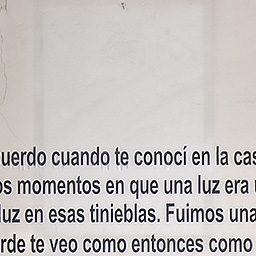 uerdo cuando te conocí en la cas
os momentos en que una luz era u
luz en esas tinieblas. Fuimos una
rde te veo como entonces como